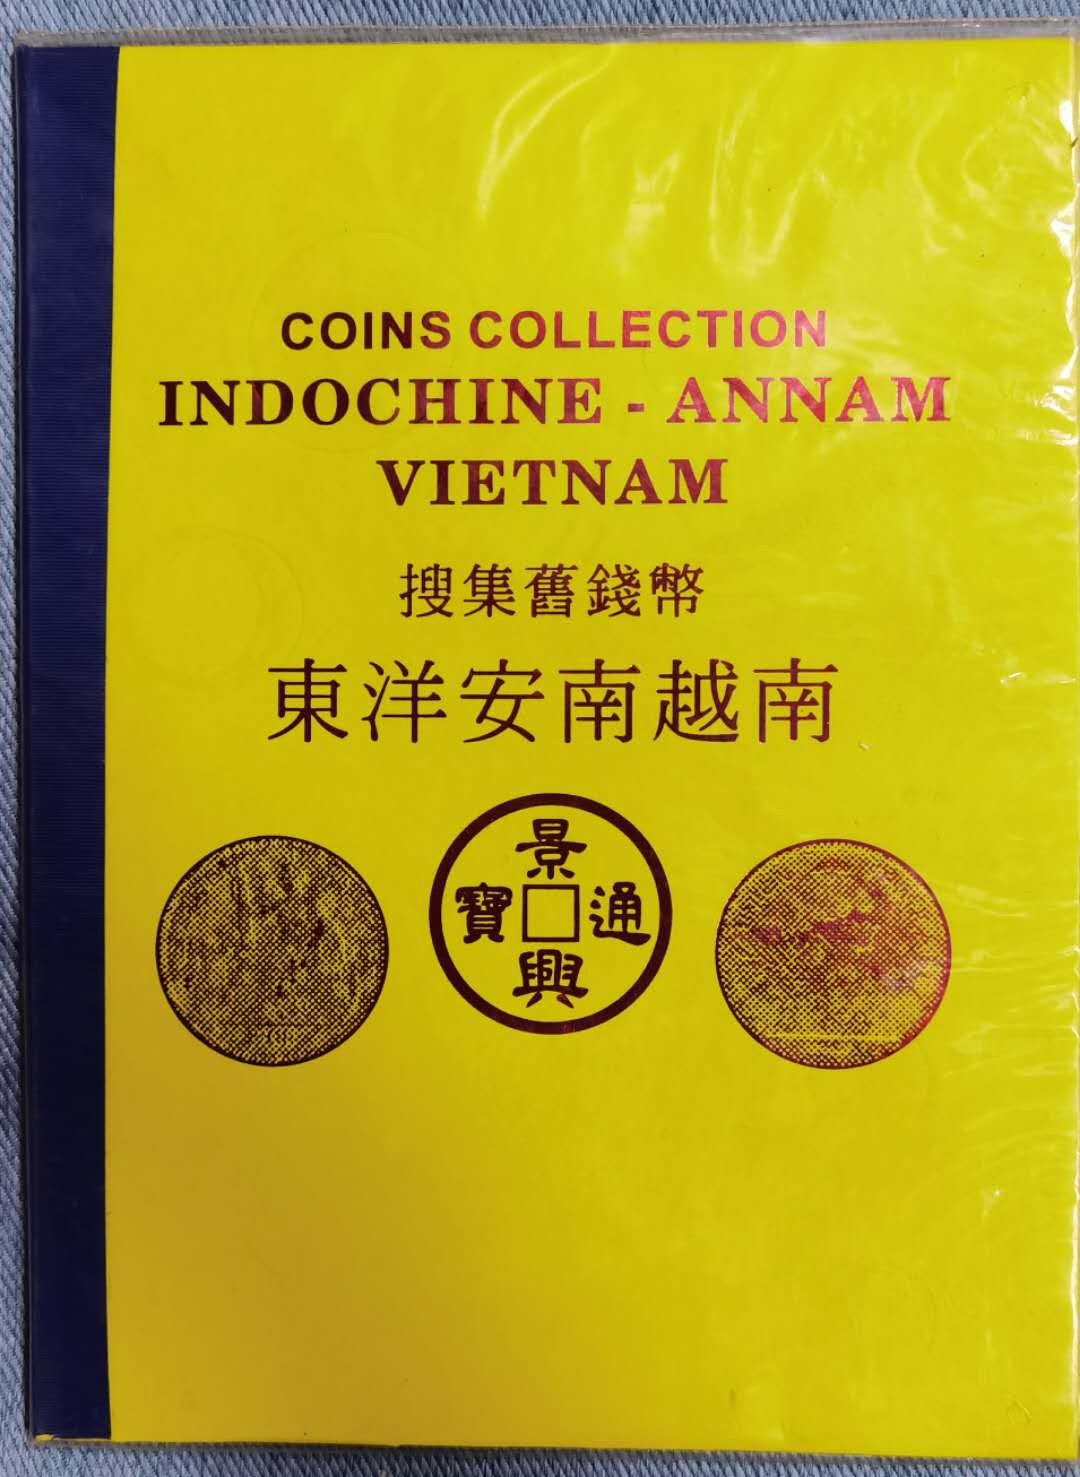 COINS COLLECTION
INDOCHINE - ANNAM
VIETNAM
搜集舊錢幣
東洋安南越南
景興通寶